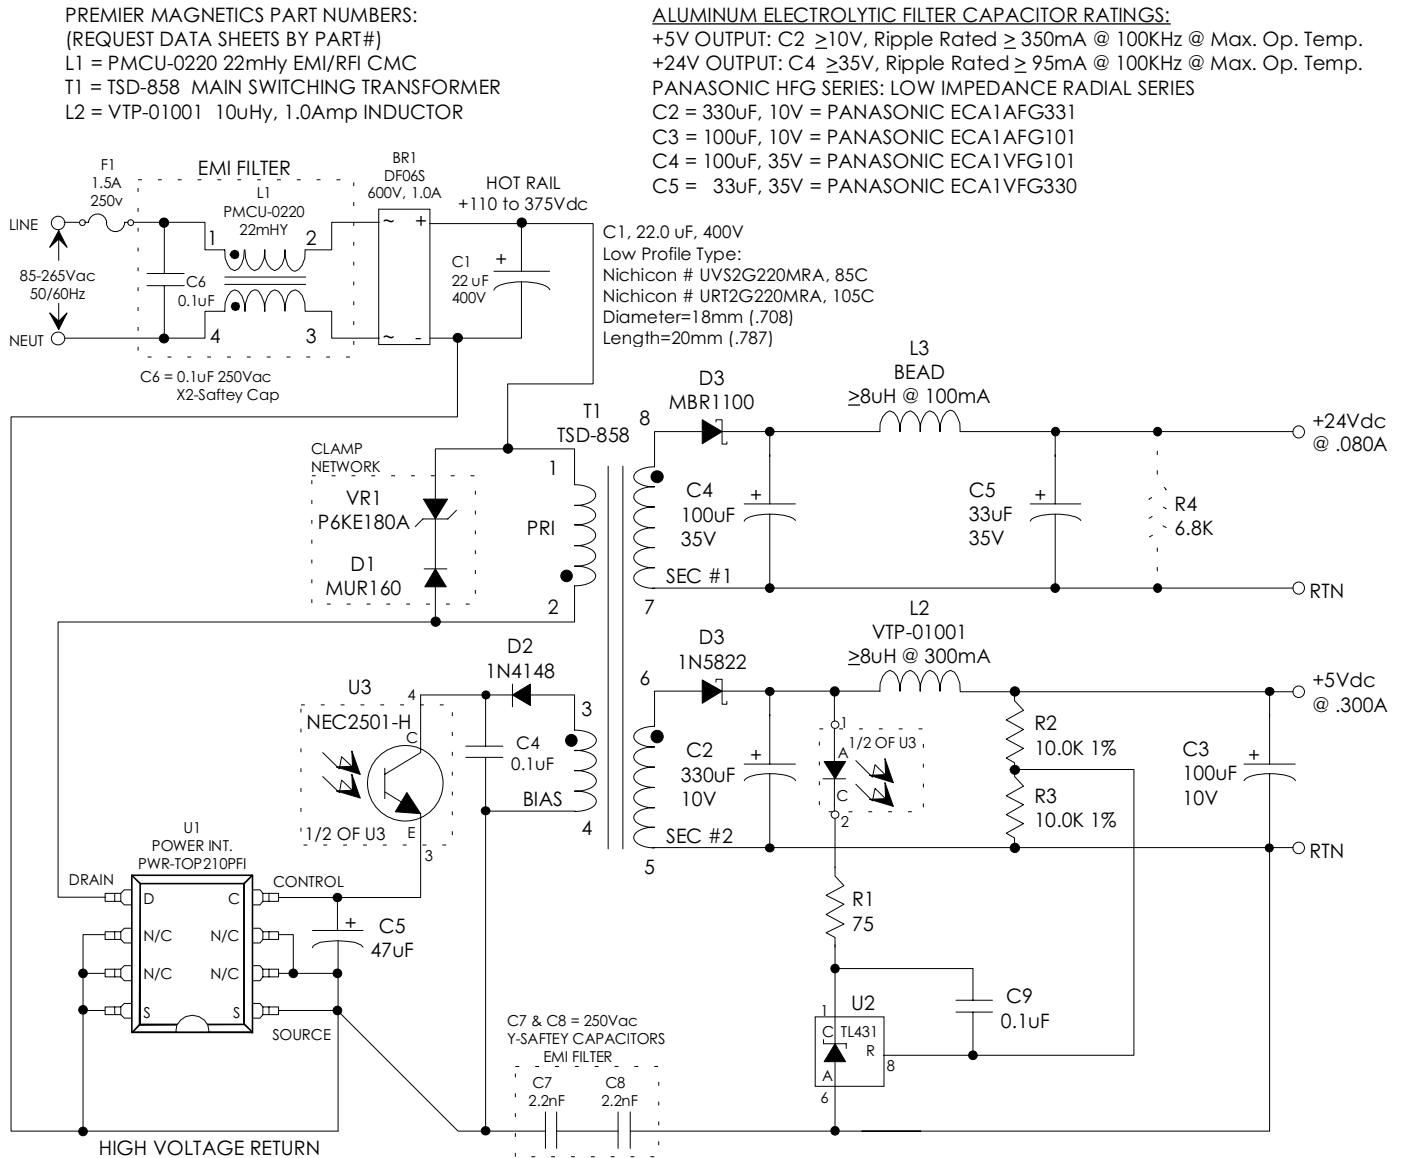 PREMIER MAGNETICS PART NUMBERS:
(REQUEST DATA SHEETS BY PART#)
L1 = PMCU-0220 22mHy EMI/RFI CMC
T1 = TSD-858 MAIN SWITCHING TRANSFORMER
L2 = VTP-01001 10uHy, 1.0Amp INDUCTOR
ALUMINUM ELECTROLYTIC FILTER CAPACITOR RATINGS:
+5V OUTPUT: C2 ≥10V, Ripple Rated ≥ 350mA @ 100KHz @ Max. Op. Temp.
+24V OUTPUT: C4 ≥35V, Ripple Rated ≥ 95mA @ 100KHz @ Max. Op. Temp.
PANASONIC HFG SERIES: LOW IMPEDANCE RADIAL SERIES
C2 = 330uF, 10V = PANASONIC ECA1AFG331
C3 = 100uF, 10V = PANASONIC ECA1AFG101
C4 = 100uF, 35V = PANASONIC ECA1VFG101
C5 = 33uF, 35V = PANASONIC ECA1VFG330
F1
1.5A
250v
EMI FILTER
L1
PMCU-0220
22mHY
BR1
DF06S
600V, 1.0A
HOT RAIL
+110 to 375Vdc
LINE
85-265Vac
50/60Hz
NEUT
1
2
4
3
C6
0.1uF
~
+
~
-
C1
22 uF
400V
+
C6 = 0.1uF 250Vac
X2-Saftey Cap
C1, 22.0 uF, 400V
Low Profile Type:
Nichicon # UVS2G220MRA, 85C
Nichicon # URT2G220MRA, 105C
Diameter=18mm (.708)
Length=20mm (.787)
CLAMP
NETWORK
VR1
P6KE180A
D1
MUR160
T1
TSD-858
1
PRI
2
8
SEC #1
7
D3
MBR1100
C4
100uF
35V
+
L3
BEAD
≥8uH @ 100mA
C5
33uF
35V
+
R4
6.8K
+24Vdc
@ .080A
RTN
D2
1N4148
3
BIAS
4
C4
0.1uF
U3
NEC2501-H
4
C
E
3
1/2 OF U3
6
SEC #2
5
D3
1N5822
C2
330uF
10V
+
L2
VTP-01001
≥8uH @ 300mA
1
1/2 OF U3
A
C
2
R2
10.0K 1%
R3
10.0K 1%
C3
100uF
10V
+
+5Vdc
@ .300A
RTN
U1
POWER INT.
PWR-TOP210PFI
DRAIN
CONTROL
D
C
N/C
N/C
N/C
N/C
S
S
SOURCE
C5
47uF
+
R1
75
C9
0.1uF
1
U2
C TL431
R
A
8
6
C7 & C8 = 250Vac
Y-SAFTEY CAPACITORS
EMI FILTER
C7
2.2nF
C8
2.2nF
HIGH VOLTAGE RETURN